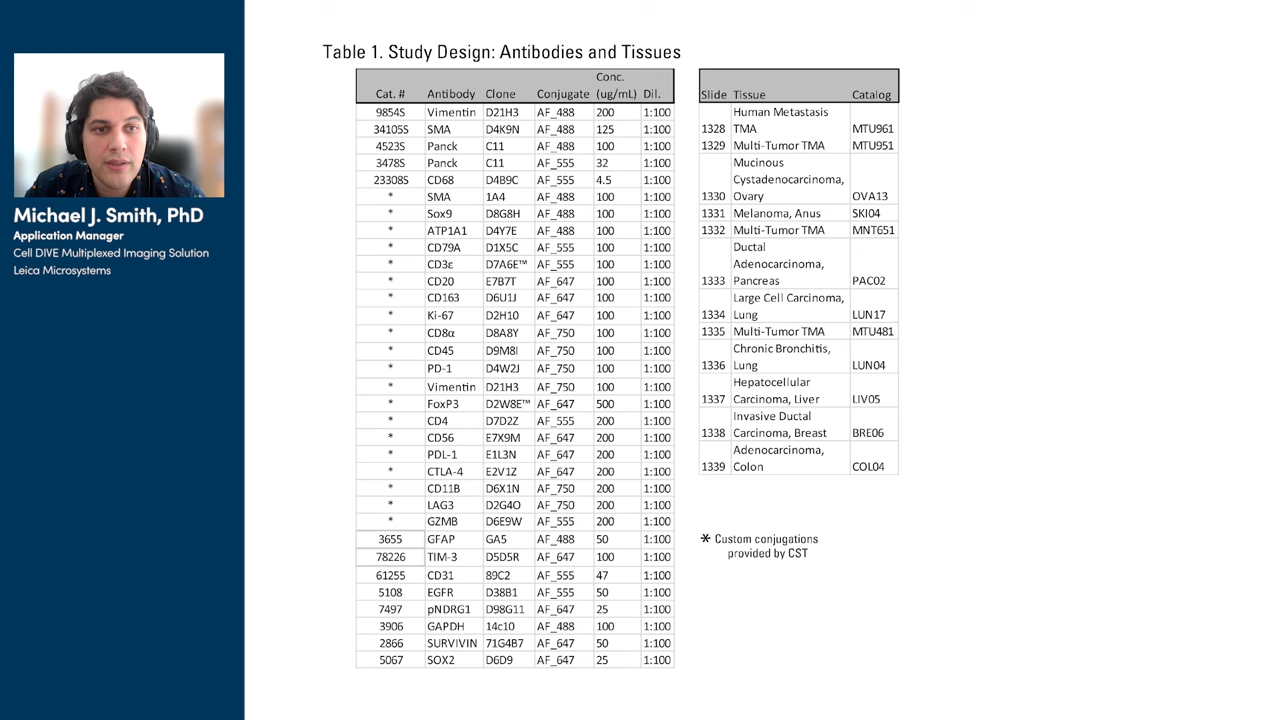 Michael J. Smith, PhD
Application Manager
Cell DIVE Multiplexed Imaging Solution
Leica Microsystems
Table 1. Study Design: Antibodies and Tissues
Cat. # Antibody Clone Conjugate Conc. (ug/mL) Dil.
9854S Vimentin D21H3 AF_488 200 1:100
34105S SMA D4K9N AF_488 125 1:100
4523S Panck C11 AF_488 100 1:100
3478S Panck C11 AF_555 32 1:100
23308S CD68 D4B9C AF_555 4.5 1:100
* SMA 1A4 AF_488 100 1:100
* Sox9 D8G8H AF_488 100 1:100
* ATP1A1 D4Y7E AF_488 100 1:100
* CD79A D1X5C AF_555 100 1:100
* CD3ε D7A6E™ AF_555 100 1:100
* CD20 E7B7T AF_647 100 1:100
* CD163 D6U1J AF_647 100 1:100
* Ki-67 D2H10 AF_647 100 1:100
* CD8α D8A8Y AF_750 100 1:100
* CD45 D9M8I AF_750 100 1:100
* PD-1 D4W2J AF_750 100 1:100
* Vimentin D21H3 AF_750 100 1:100
* FoxP3 D2W8E™ AF_647 500 1:100
* CD4 D7D2Z AF_555 200 1:100
* CD56 E7X9M AF_647 200 1:100
* PDL-1 E1L3N AF_647 200 1:100
* CTLA-4 E2V1Z AF_647 200 1:100
* CD11B D6X1N AF_750 200 1:100
* LAG3 D2G4O AF_750 200 1:100
* GZMB D6E9W AF_555 200 1:100
3655 GFAP GA5 AF_488 50 1:100
78226 TIM-3 D5D5R AF_647 100 1:100
61255 CD31 89C2 AF_555 47 1:100
5108 EGFR D38B1 AF_555 50 1:100
7497 pNDRG1 D98G11 AF_647 25 1:100
3906 GAPDH 14c10 AF_488 100 1:100
2866 SURVIVIN 71G4B7 AF_647 50 1:100
5067 SOX2 D6D9 AF_647 25 1:100
Slide Tissue Catalog
Human Metastasis
1328 TMA MTU961
1329 Multi-Tumor TMA MTU951
Mucinous
Cystadenocarcinoma,
1330 Ovary OVA13
1331 Melanoma, Anus SKI04
1332 Multi-Tumor TMA MNT651
Ductal
Adenocarcinoma,
1333 Pancreas PAC02
Large Cell Carcinoma,
1334 Lung LUN17
1335 Multi-Tumor TMA MTU481
Chronic Bronchitis,
1336 Lung LUN04
Hepatocellular
1337 Carcinoma, Liver LIV05
Invasive Ductal
1338 Carcinoma, Breast BRE06
Adenocarcinoma,
1339 Colon COL04
* Custom conjugations
provided by CST